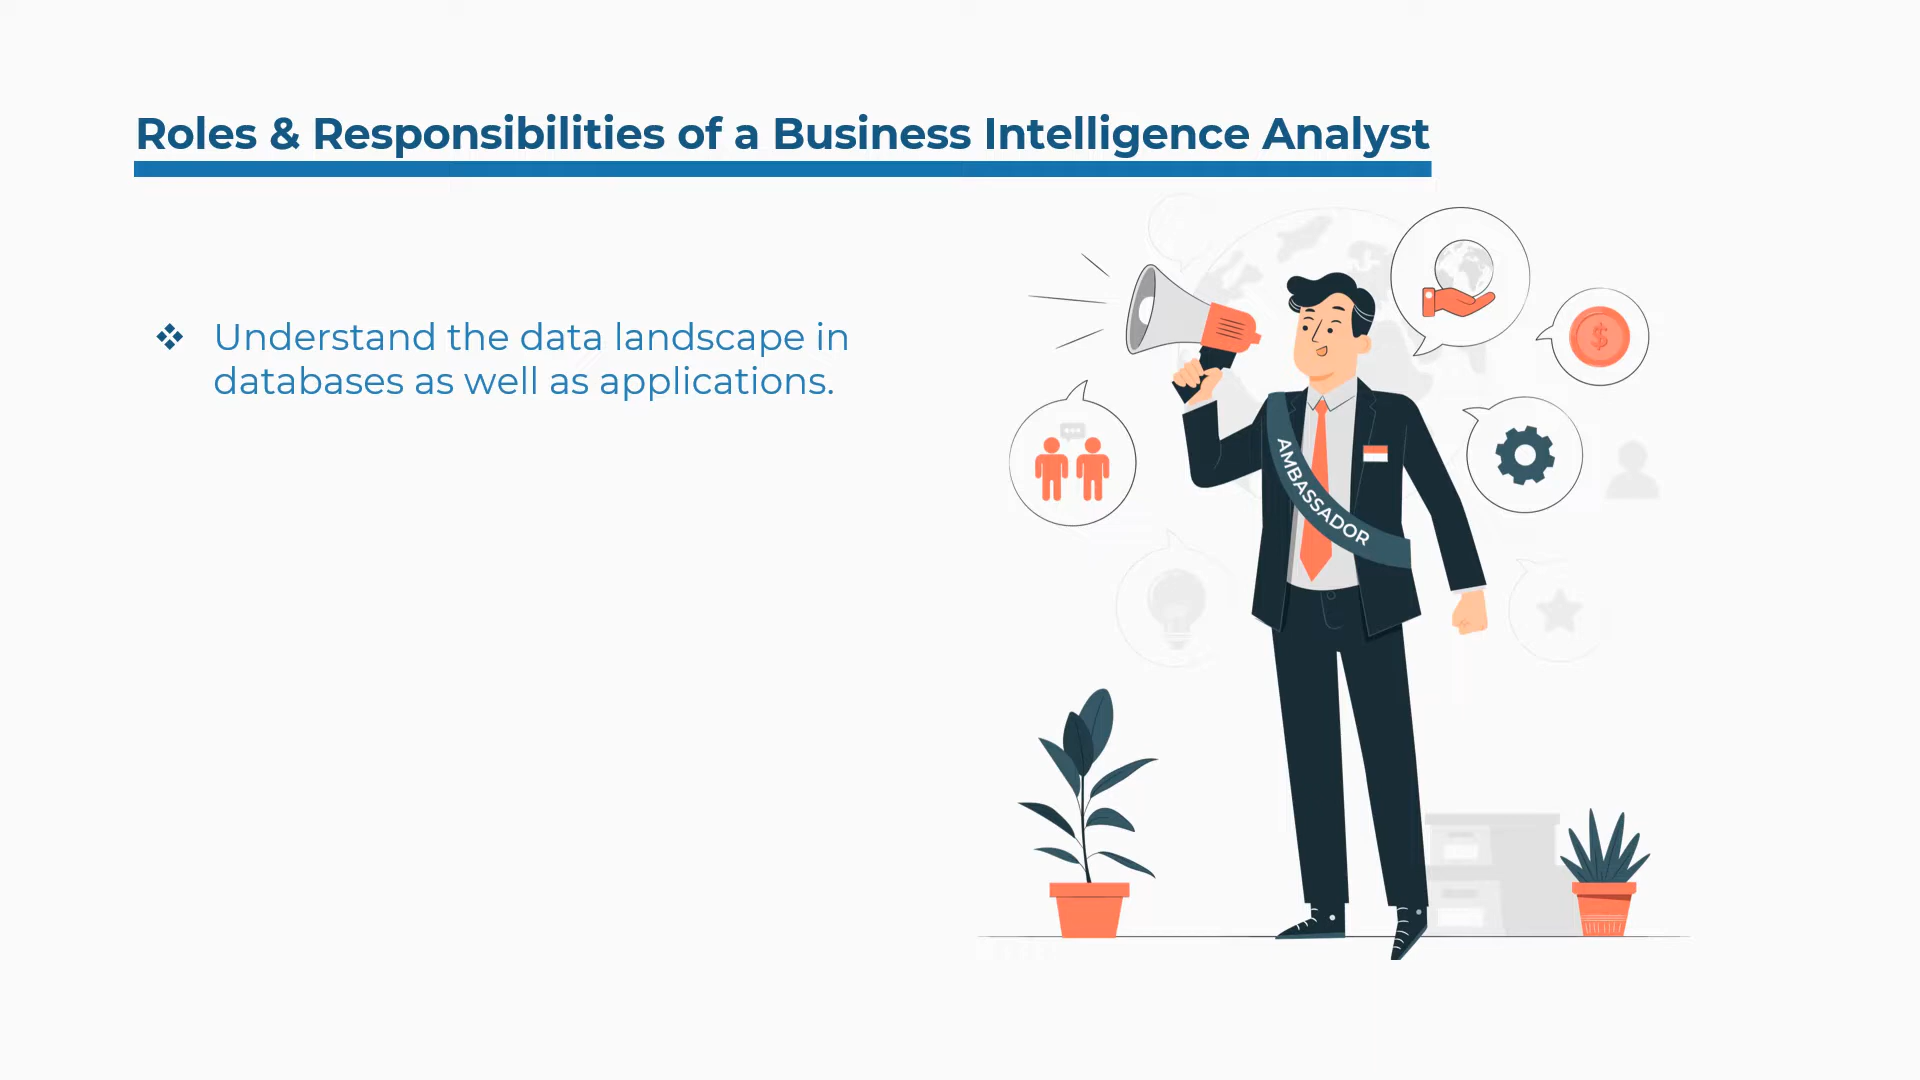 Roles & Responsibilities of a Business Intelligence Analyst
❖ Understand the data landscape in
databases as well as applications.
AMBASSADOR
$